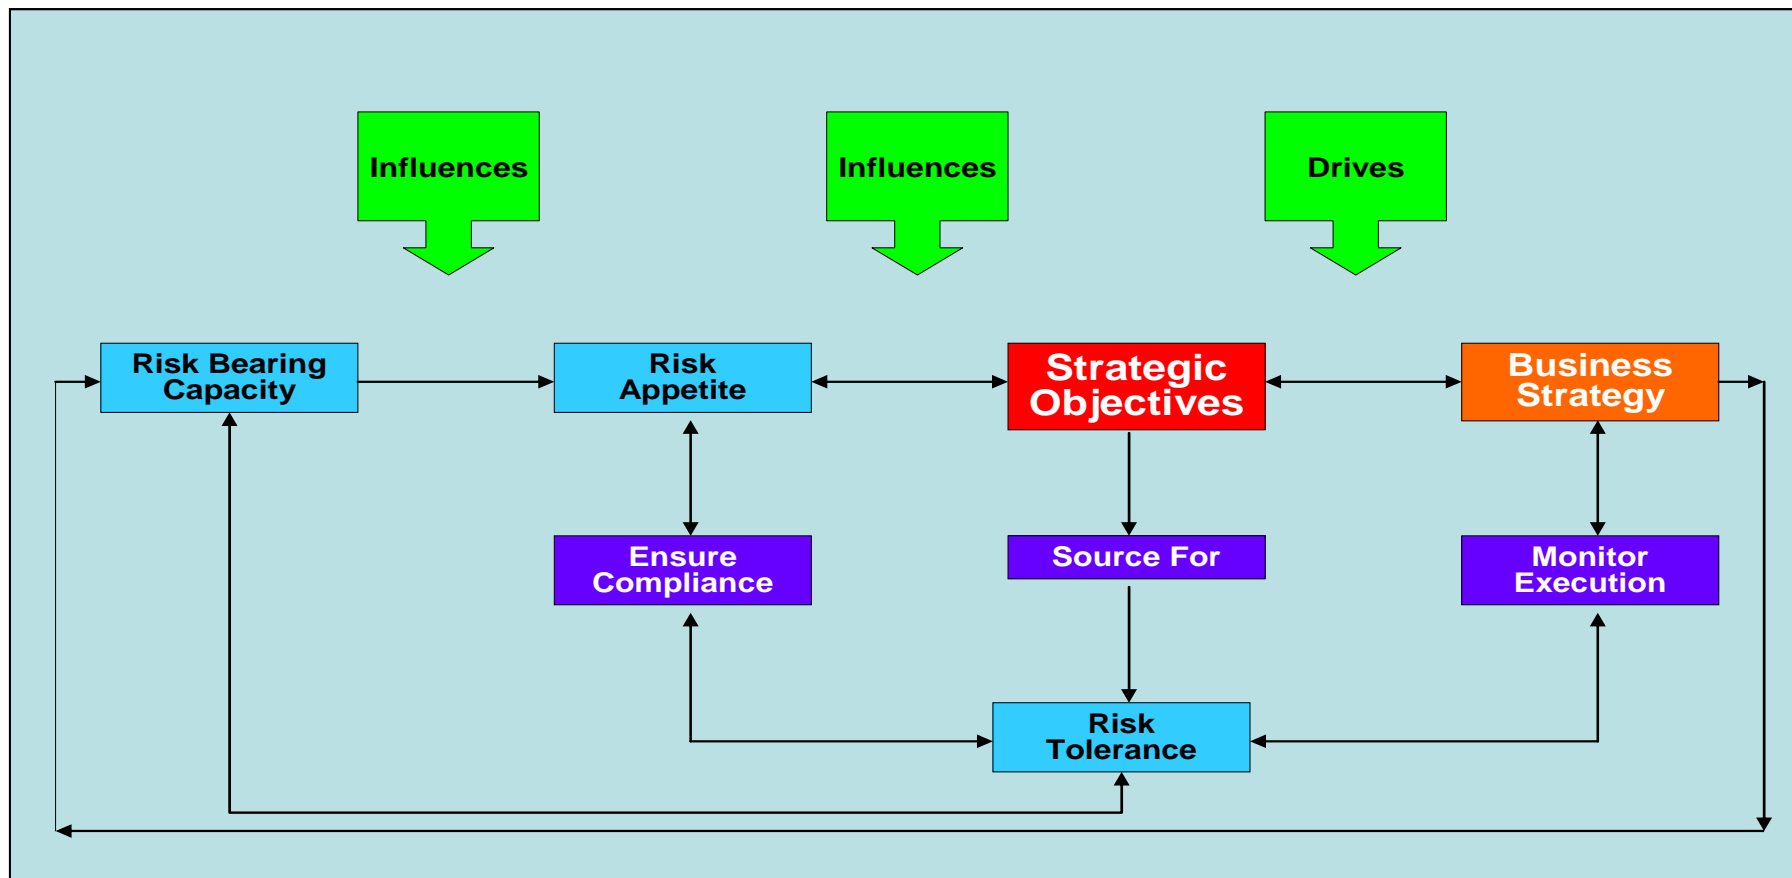 Influences
Influences
Drives
Risk Bearing
Capacity
Risk
Appetite
Strategic
Objectives
Business
Strategy
Ensure
Compliance
Source For
Monitor
Execution
Risk
Tolerance